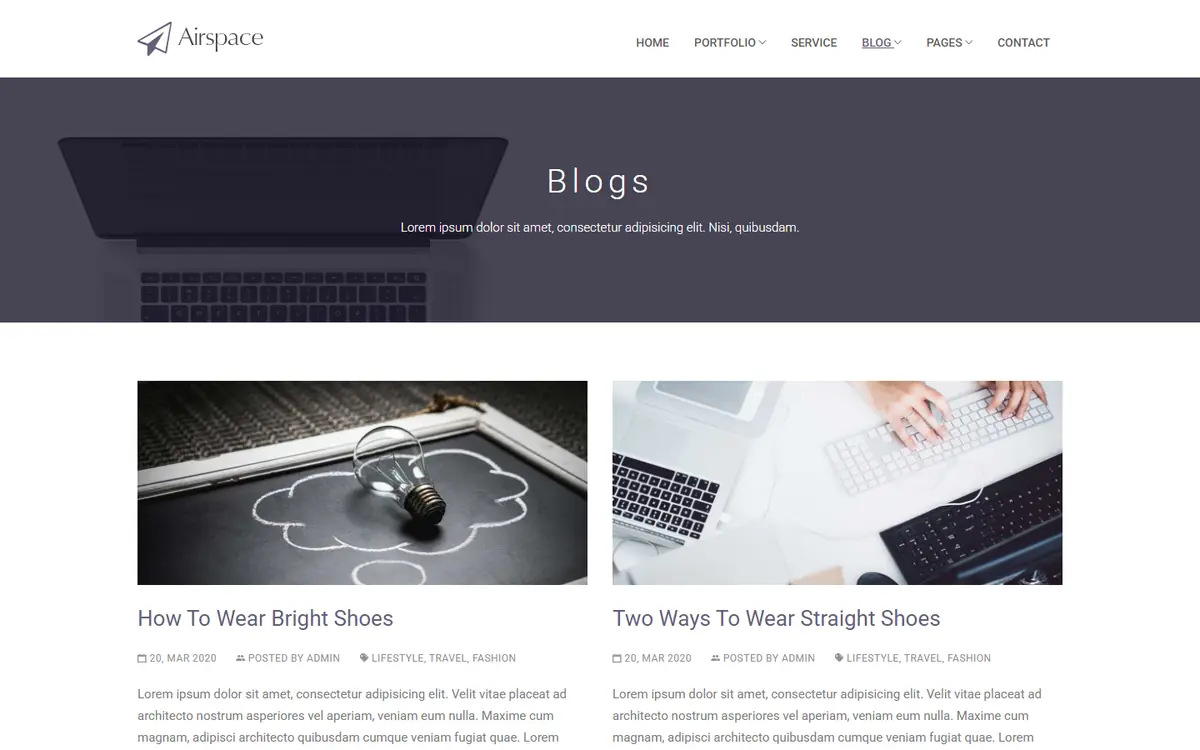 Airspace
HOME PORTFOLIO SERVICE BLOG PAGES CONTACT
Blogs
Lorem ipsum dolor sit amet, consectetur adipisicing elit. Nisi, quibusdam.
How To Wear Bright Shoes
20, MAR 2020 POSTED BY ADMIN LIFESTYLE, TRAVEL, FASHION
Lorem ipsum dolor sit amet, consectetur adipisicing elit. Velit vitae placeat ad
architecto nostrum asperiores vel aperiam, veniam eum nulla. Maxime cum
magnam, adipisci architecto quibusdam cumque veniam fugiat quae. Lorem
Two Ways To Wear Straight Shoes
20, MAR 2020 POSTED BY ADMIN LIFESTYLE, TRAVEL, FASHION
Lorem ipsum dolor sit amet, consectetur adipisicing elit. Velit vitae placeat ad
architecto nostrum asperiores vel aperiam, veniam eum nulla. Maxime cum
magnam, adipisci architecto quibusdam cumque veniam fugiat quae. Lorem